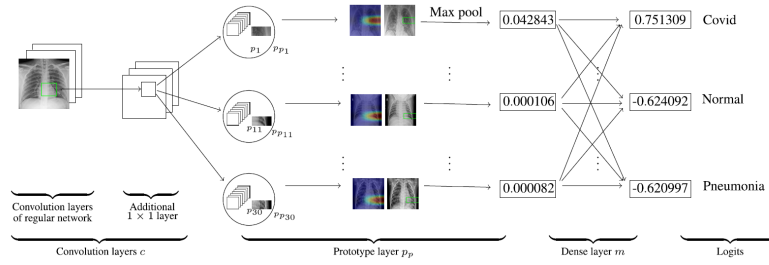 Max pool
0.042843
0.751309
Covid
p1
pp1
0.000106
-0.624092
Normal
p11
pp11
0.000082
-0.620997
Pneumonia
p30
pp30
Convolution layers
of regular network
Additional
1 × 1 layer
Convolution layers c
Prototype layer pp
Dense layer m
Logits